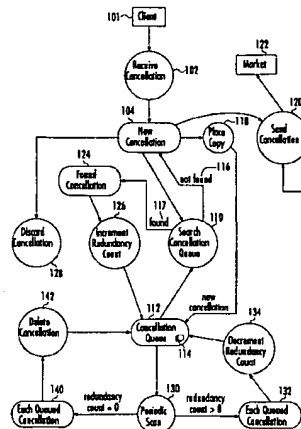 101
Client
122
Market
Receive
Cancellation
102
120
104
New
Cancellation
118
Make
Copy
Send
Cancellation
124
Found
Cancellation
not found
116
126
117
found
Increment
Redundancy
Count
Search
Cancellation
Queue
119
Discard
Cancellation
128
142
112
new
cancellation
134
Delete
Cancellation
Cancellation
Queue
114
Decrement
Redundancy
Count
140
redundancy
count = 0
130
redundancy
count > 0
132
Each Queued
Cancellation
Periodic
Scan
Each Queued
Cancellation